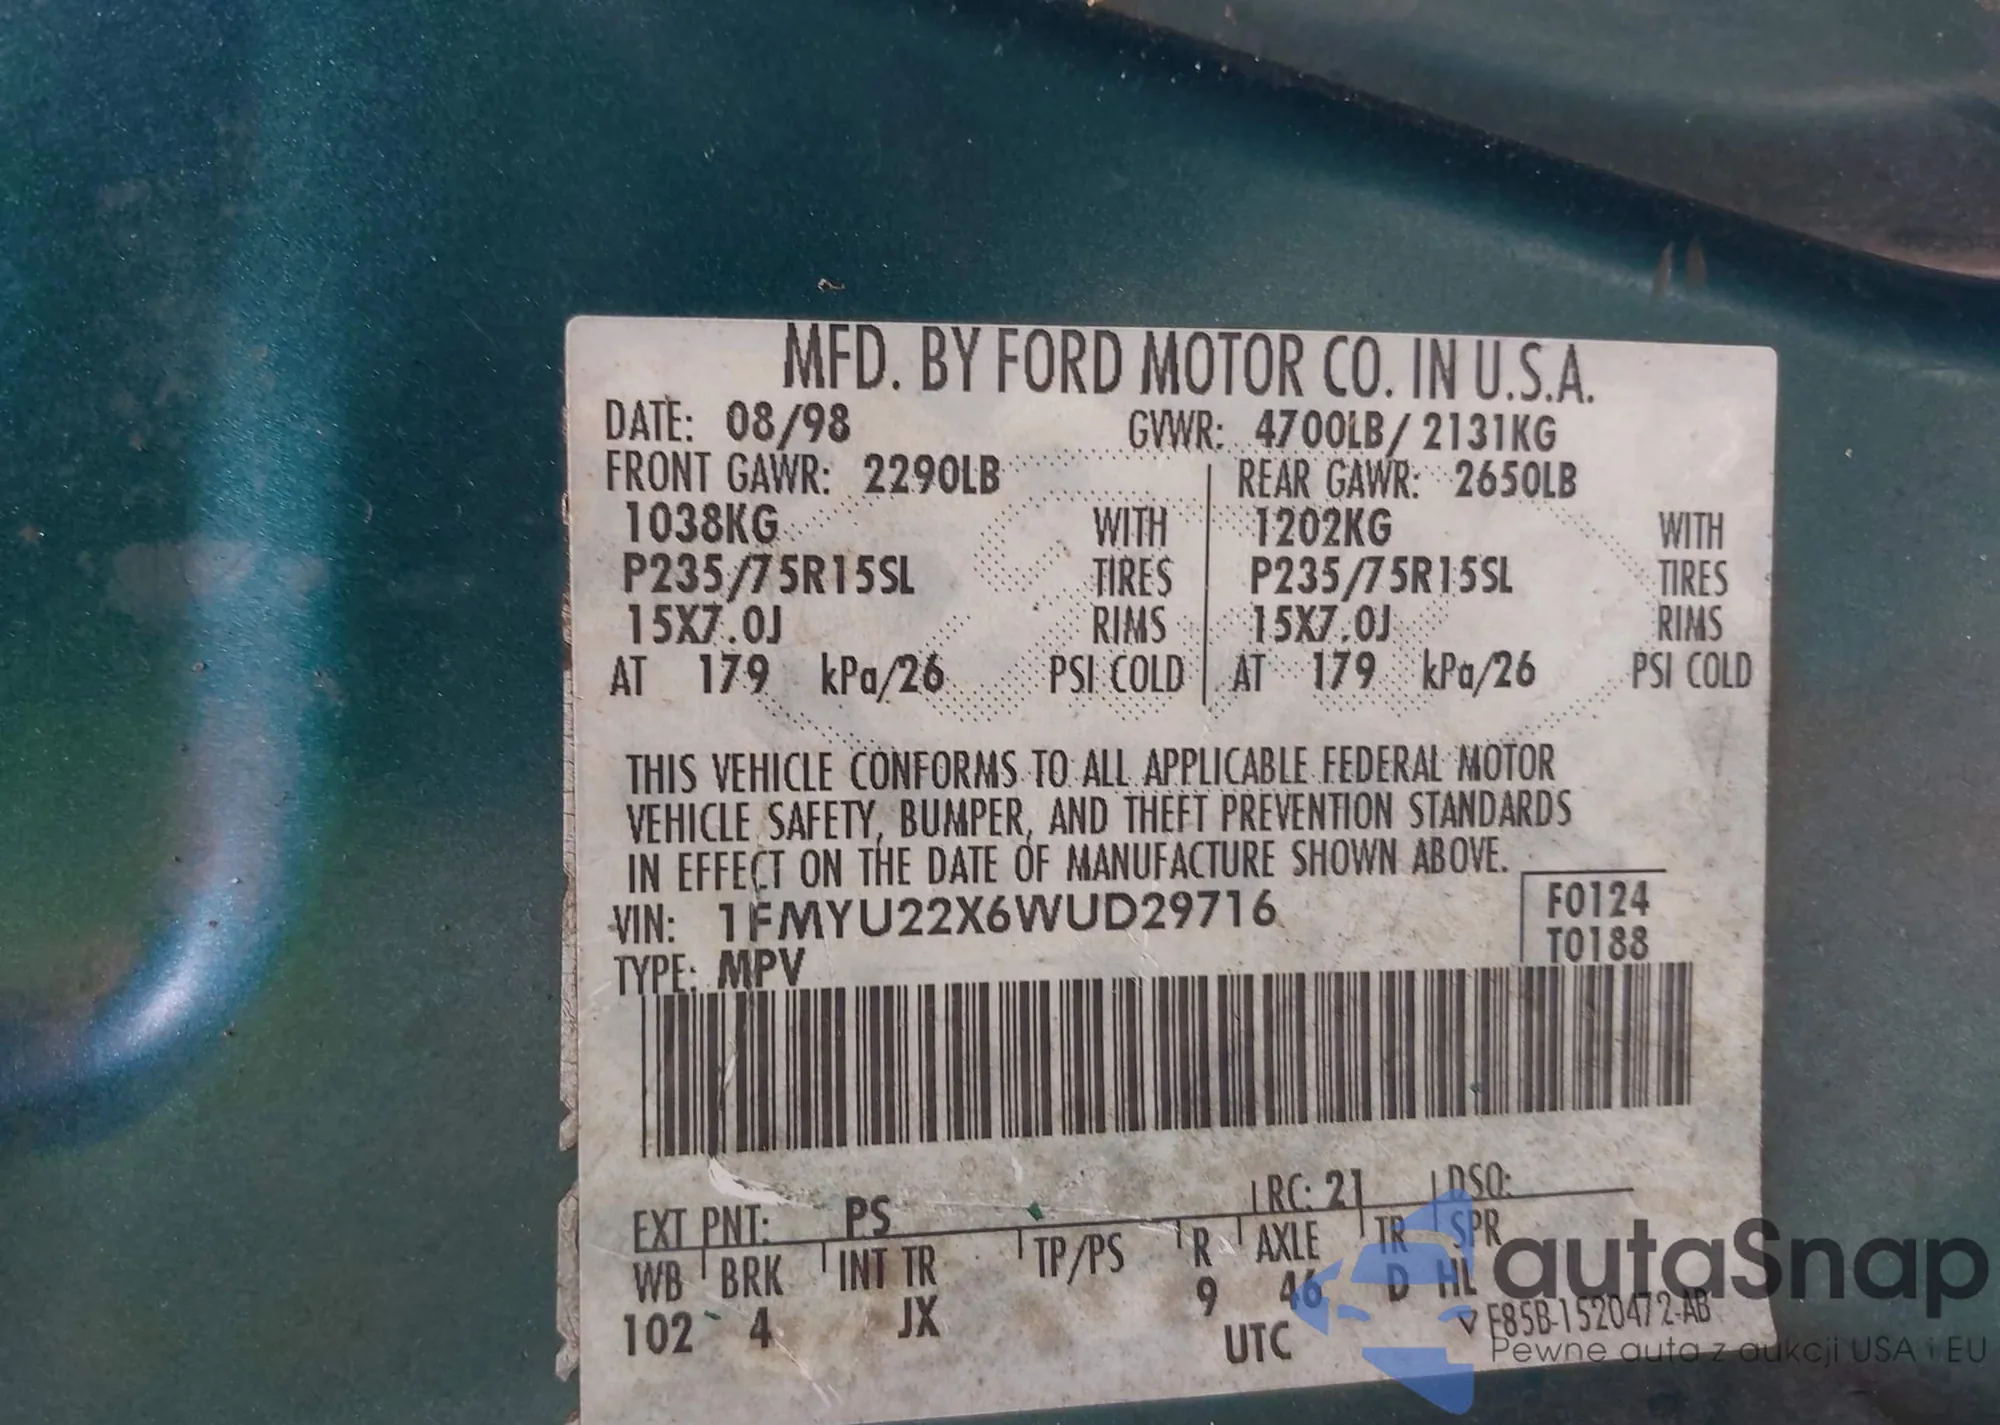 MFD. BY FORD MOTOR CO. IN U.S.A.
DATE: 08/98 GVWR: 4700LB/2131KG
FRONT GAWR: 2290LB REAR GAWR: 2650LB
1038KG WITH 1202KG WITH
P235/75R15SL TIRES P235/75R15SL TIRES
15X7.0J RIMS 15X7.0J RIMS
AT 179 kPa/26 PSI COLD AT 179 kPa/26 PSI COLD
THIS VEHICLE CONFORMS TO ALL APPLICABLE FEDERAL MOTOR
VEHICLE SAFETY, BUMPER, AND THEFT PREVENTION STANDARDS
IN EFFECT ON THE DATE OF MANUFACTURE SHOWN ABOVE.
VIN: 1FMYU22X6WUD29716 F0124
TYPE: MPV T0188
EXT PNT: PS RC: 21 DSO:
WB BRK INT TR TP/PS R AXLE TR SPR
102 4 JX 9 46 D HL
UTC ▽ F85B-1520472-AB
autaSnap
Pewne auta z aukcji USA i EU